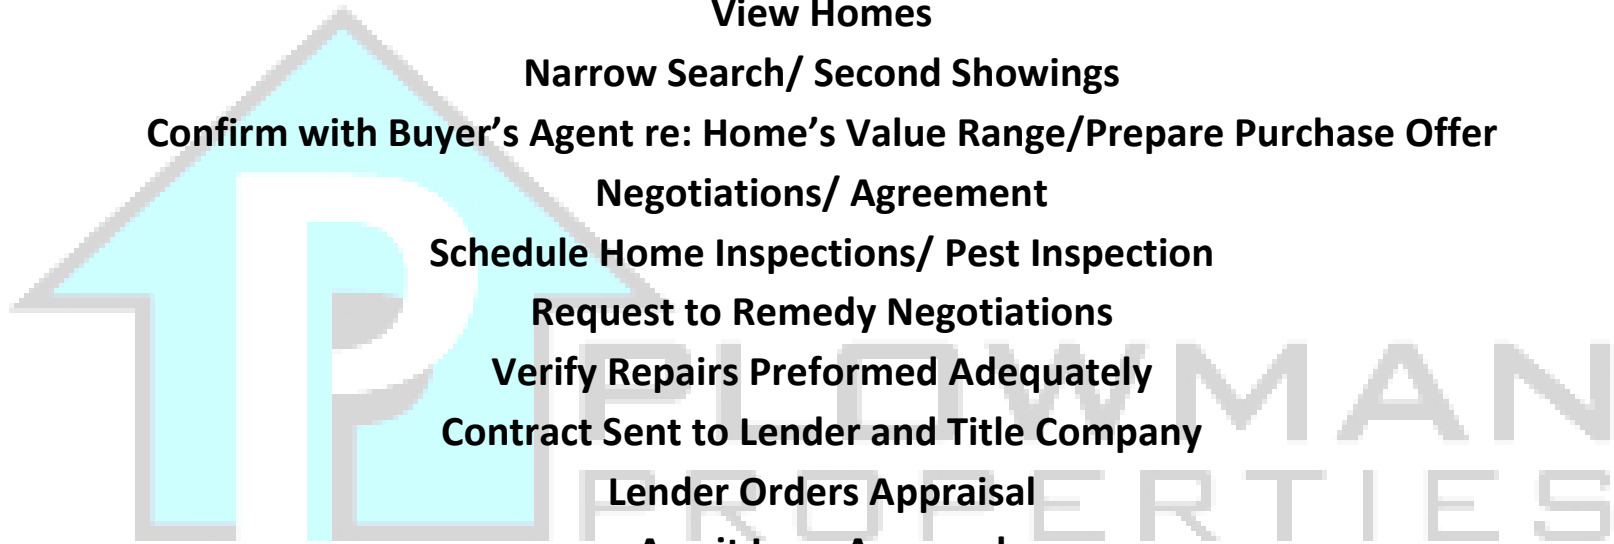 View Homes
Narrow Search/ Second Showings
Confirm with Buyer’s Agent re: Home’s Value Range/Prepare Purchase Offer
Negotiations/ Agreement
Schedule Home Inspections/ Pest Inspection
Request to Remedy Negotiations
Verify Repairs Preformed Adequately
PLOWMAN
Contract Sent to Lender and Title Company
Lender Orders Appraisal
PROPERTIES